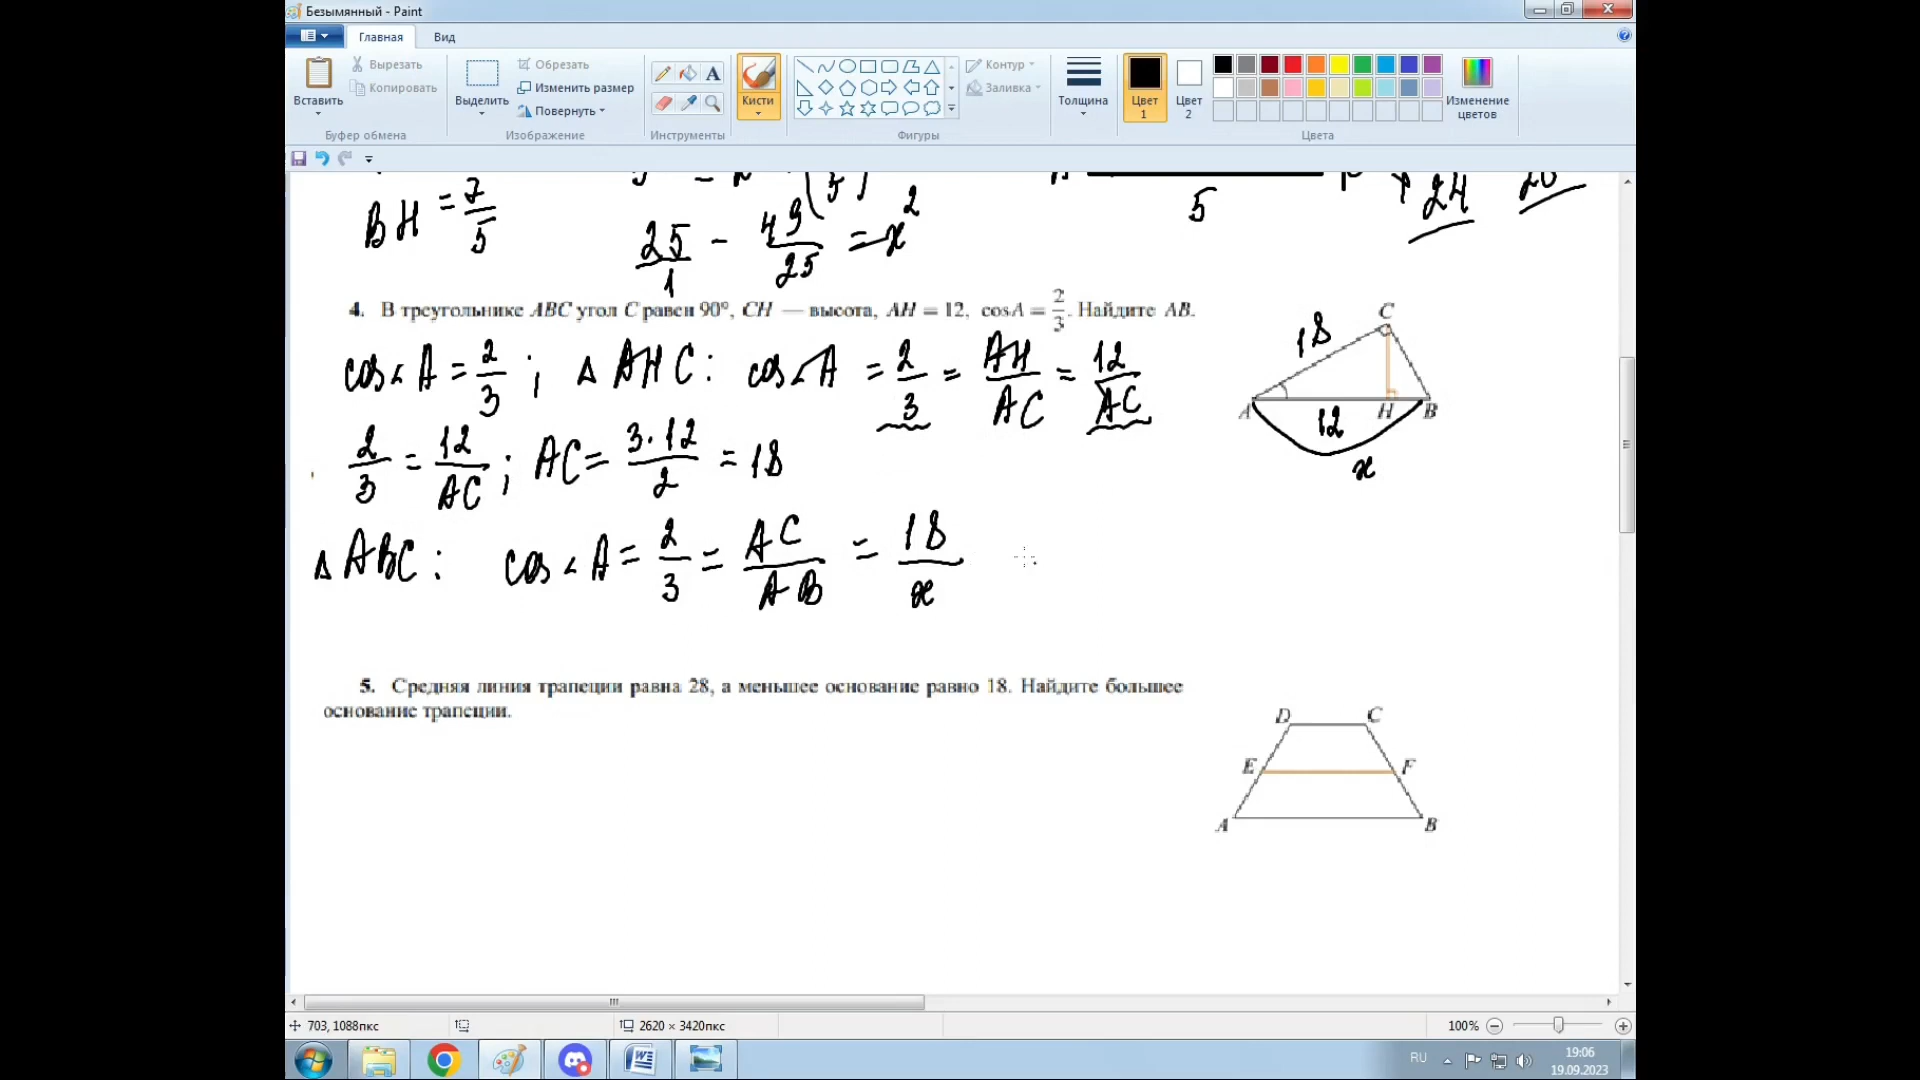 Безымянный - Paint
Главная Вид
Вставить
Вырезать
Копировать
Буфер обмена
Выделить
Обрезать
Изменить размер
Повернуть
Изображение
A
Инструменты
Кисти
Фигуры
Контур
Заливка
Толщина
Цвет 1
Цвет 2
Изменение цветов
Цвета
BH = 7/5
25/1 - 49/25 = x²
5
24
4. В треугольнике ABC угол C равен 90°, CH — высота, AH = 12, cosA = 2/3. Найдите AB.
cos∠A = 2/3 ; ΔAHC: cos∠A = 2/3 = AH/AC = 12/AC
2/3 = 12/AC ; AC = 3·12/2 = 18
ΔABC: cos∠A = 2/3 = AC/AB = 18/x
C
18
A H B
12
x
5. Средняя линия трапеции равна 28, а меньшее основание равно 18. Найдите большее
основание трапеции.
D C
E F
A B
703, 1088пкс
2620 × 3420пкс
100%
RU
19:06
19.09.2023